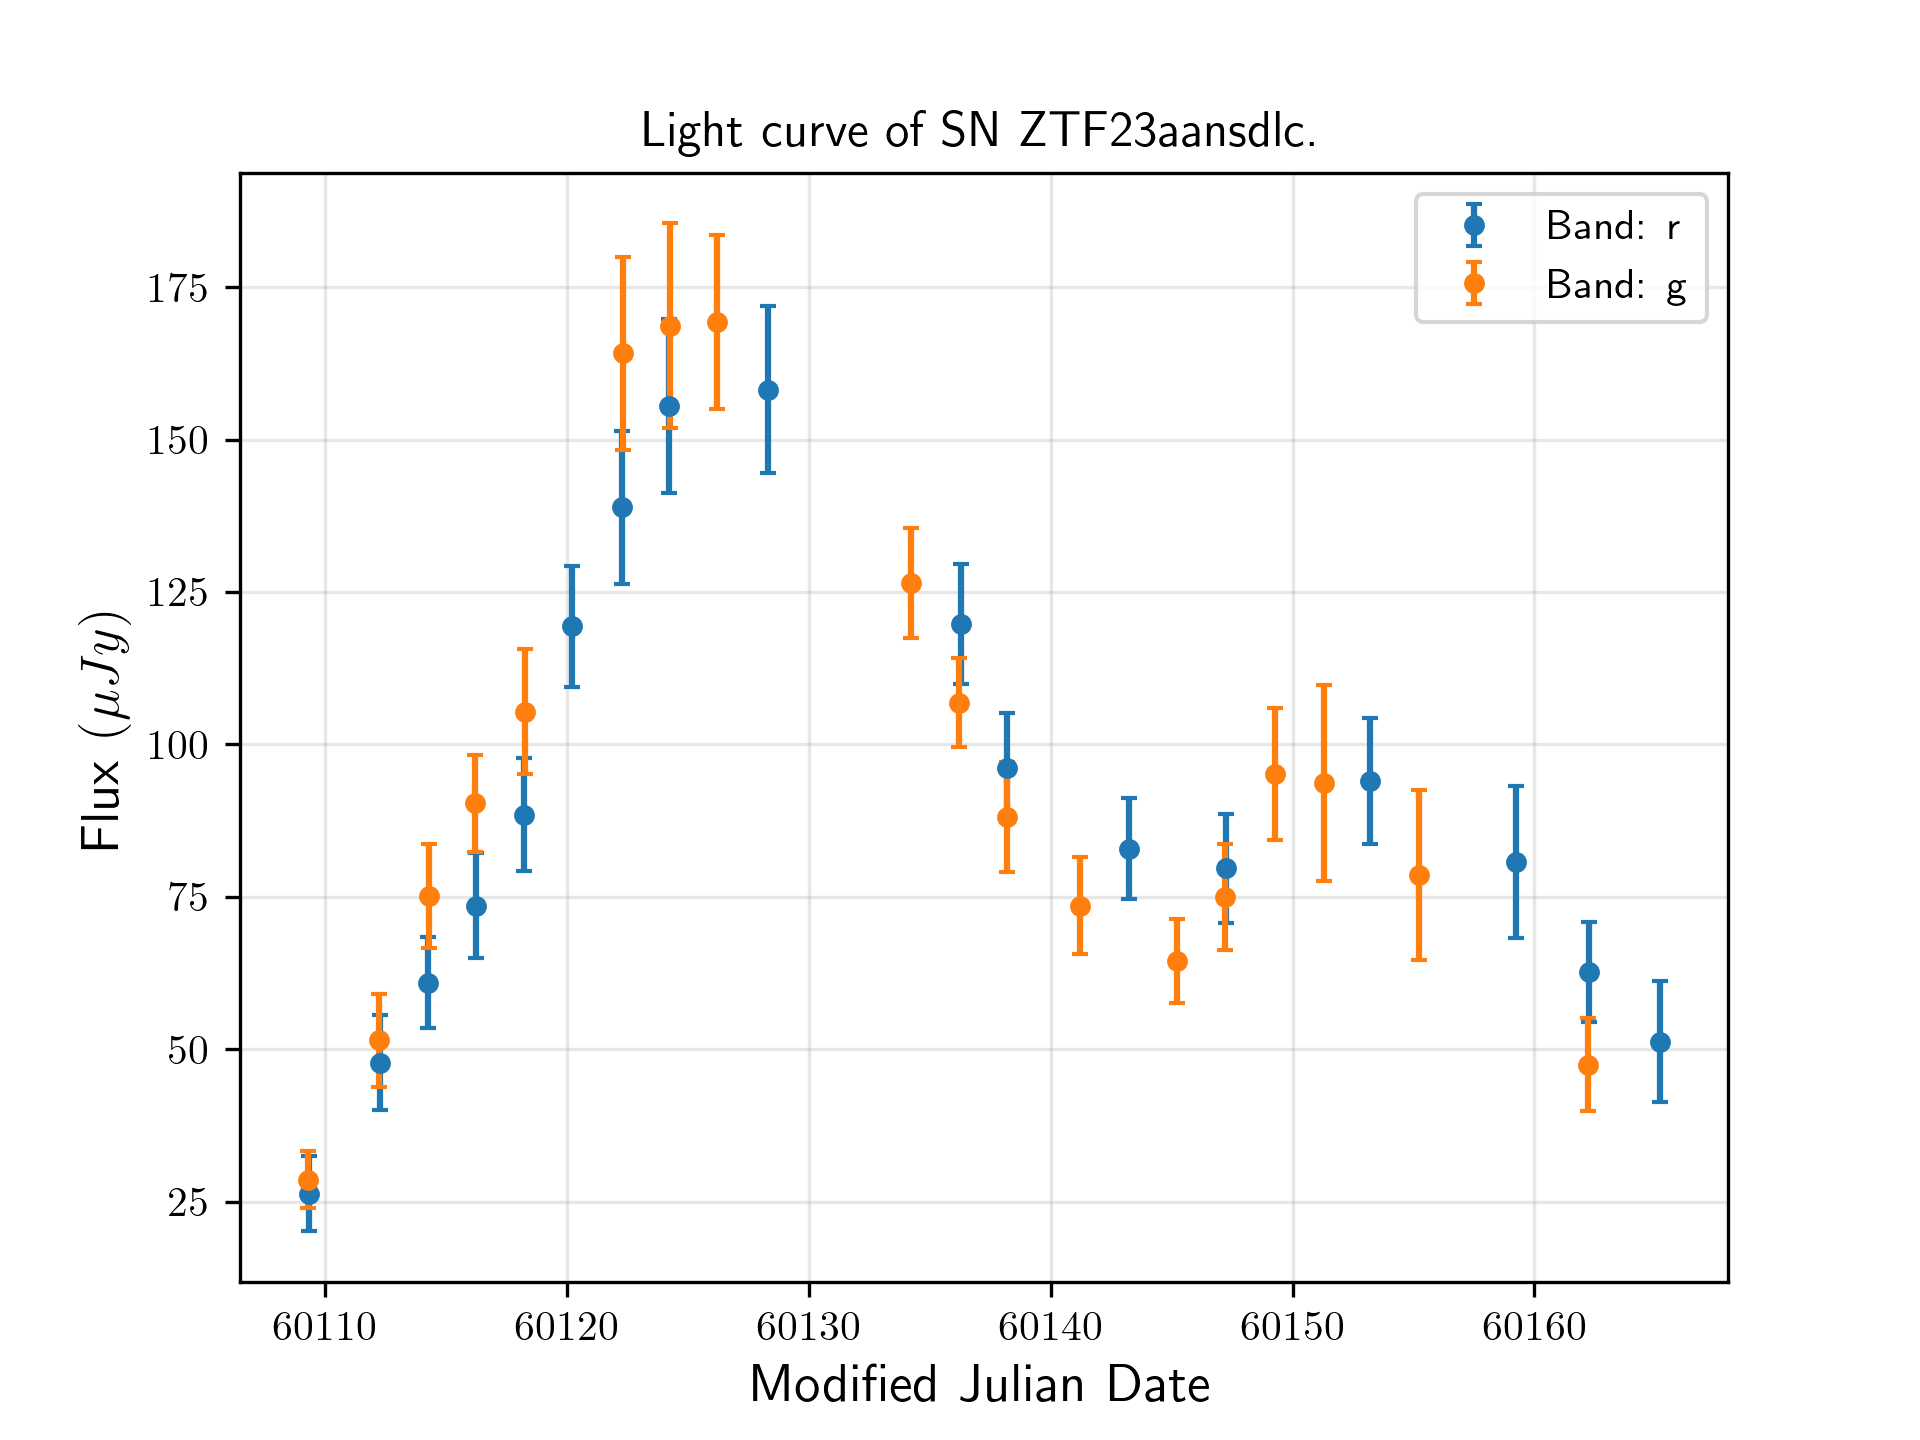 Light curve of SN ZTF23aansdlc.
Band: r
Band: g
175
150
125
100
75
50
25
Flux (μJy)
60110 60120 60130 60140 60150 60160
Modified Julian Date